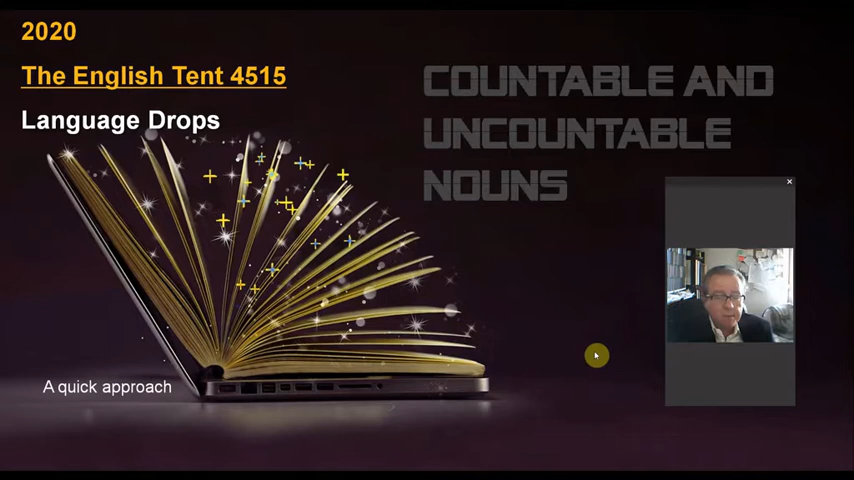 2020
The English Tent 4515
Language Drops
COUNTABLE AND
UNCOUNTABLE
NOUNS
A quick approach